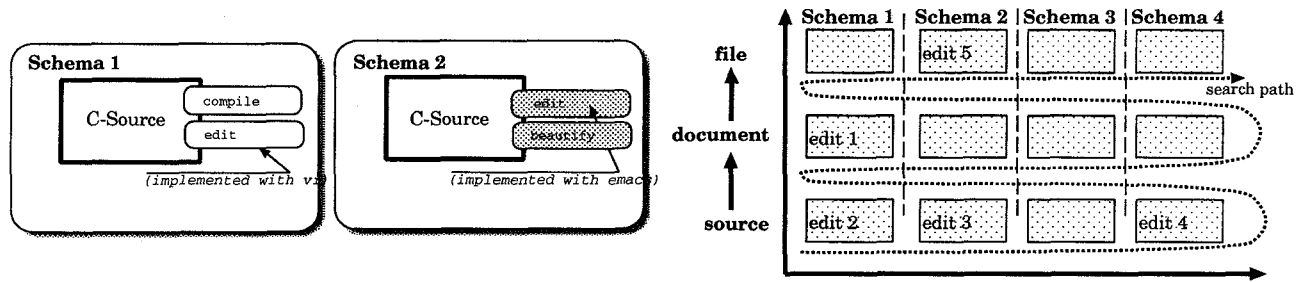 Schema 1
C-Source
compile
edit
(implemented with vi)
Schema 2
C-Source
edit
beautify
(implemented with emacs)
Schema 1 Schema 2 Schema 3 Schema 4
file
edit 5
search path
document
edit 1
source
edit 2 edit 3 edit 4